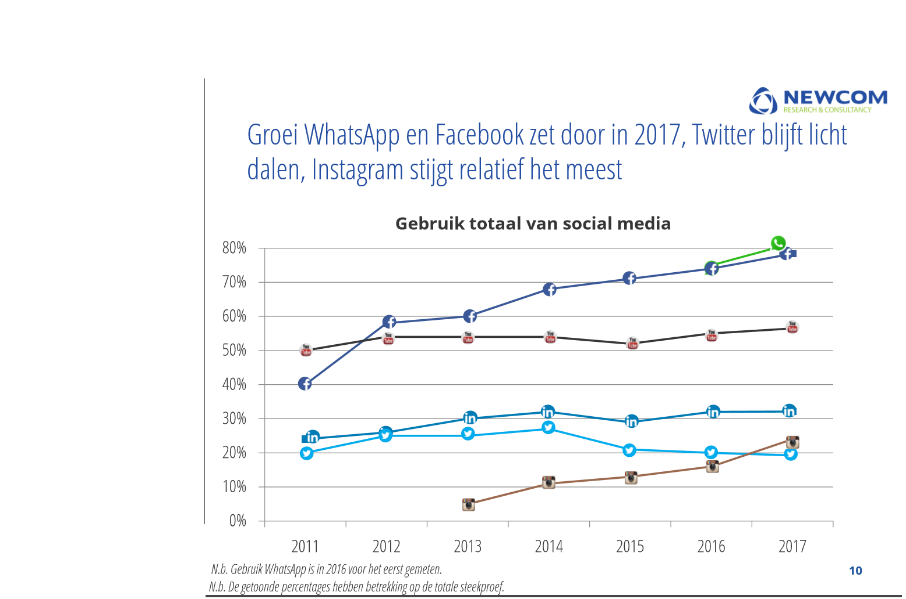 NEWCOM
RESEARCH & CONSULTANCY
Groei WhatsApp en Facebook zet door in 2017, Twitter blijft licht
dalen, Instagram stijgt relatief het meest
Gebruik totaal van social media
80%
70%
60%
50%
40%
30%
20%
10%
0%
2011 2012 2013 2014 2015 2016 2017
N.b. Gebruik WhatsApp is in 2016 voor het eerst gemeten.
10
N.b. De getoonde percentages hebben betrekking op de totale steekproef.